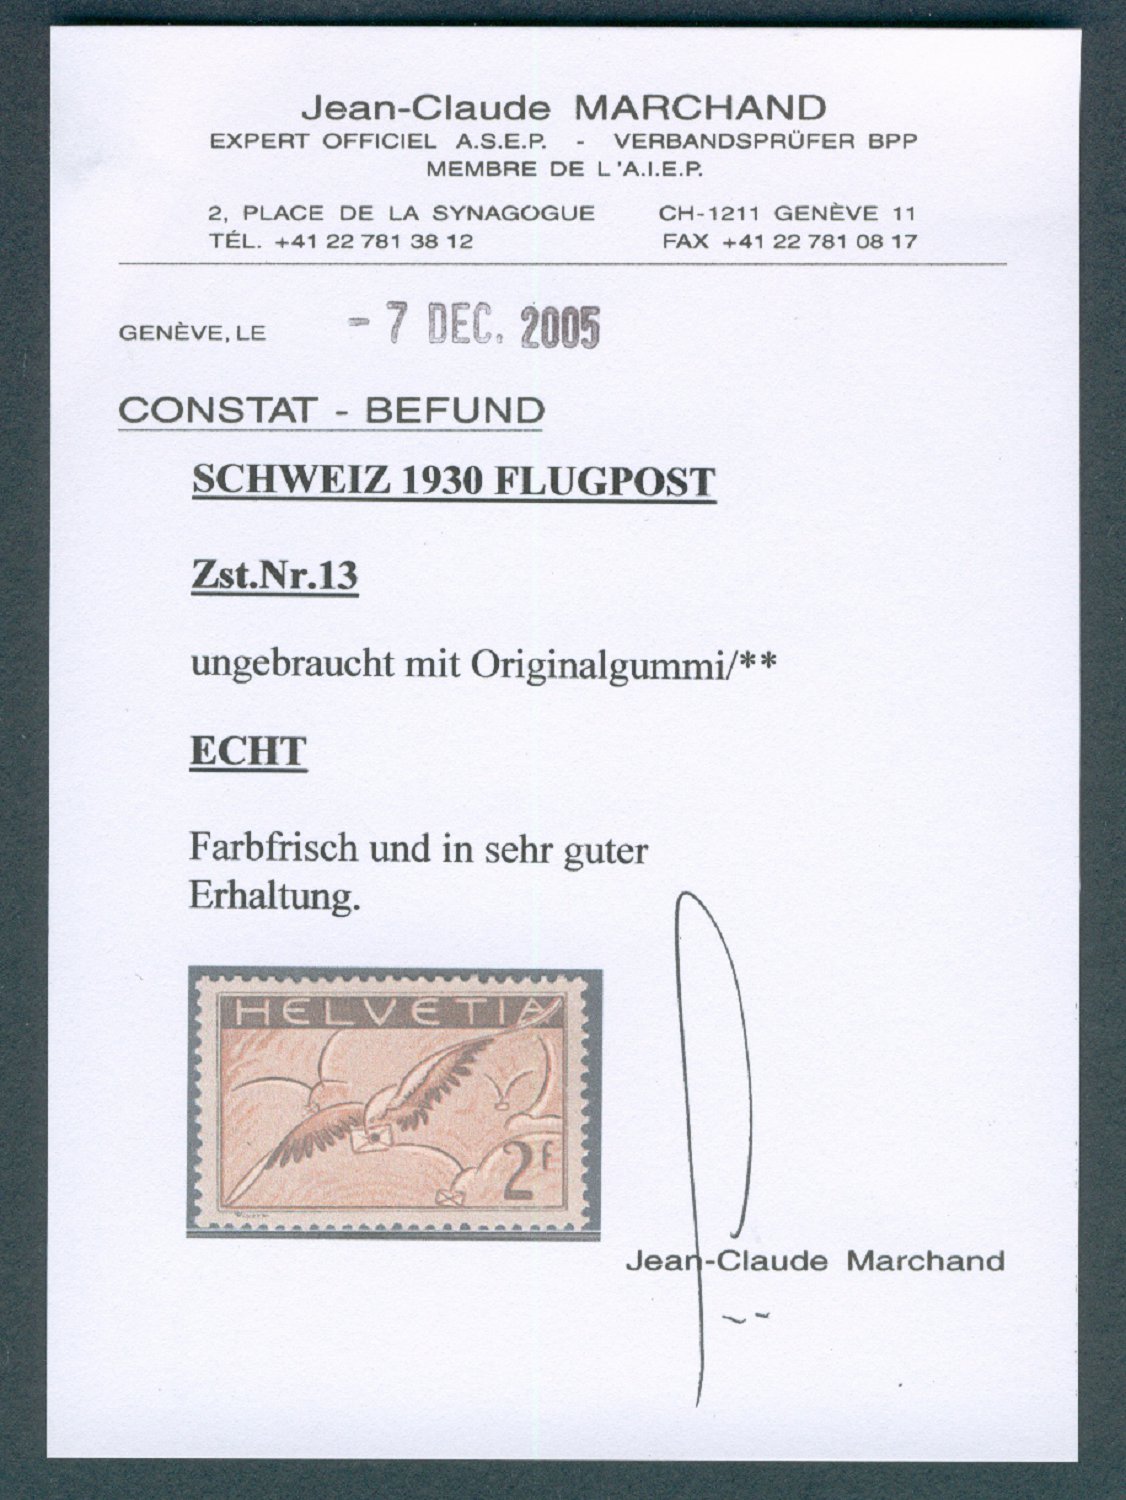 Jean-Claude MARCHAND
EXPERT OFFICIEL A.S.E.P. - VERBANDSPRÜFER BPP
MEMBRE DE L'A.I.E.P.
2, PLACE DE LA SYNAGOGUE CH-1211 GENÈVE 11
TÉL. +41 22 781 38 12 FAX +41 22 781 08 17
GENÈVE, LE - 7 DEC. 2005
CONSTAT - BEFUND
SCHWEIZ 1930 FLUGPOST
Zst.Nr.13
ungebraucht mit Originalgummi/**
ECHT
Farbfrisch und in sehr guter
Erhaltung.
HELVETIA
2 F
Jean-Claude Marchand